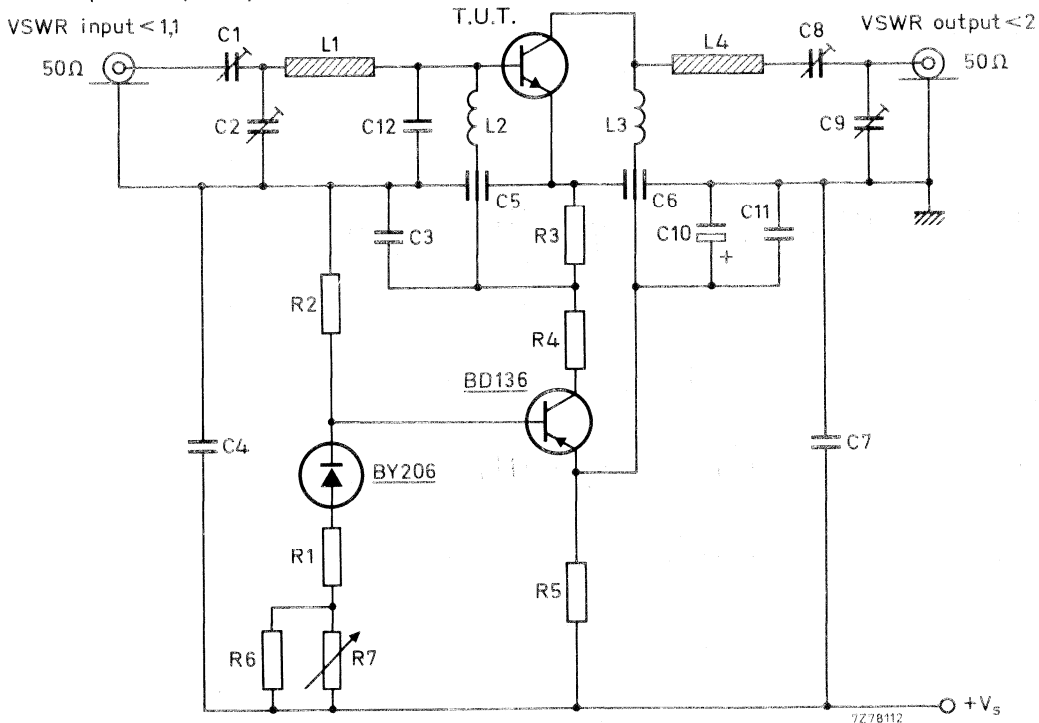 VSWR input<1,1
T.U.T.
VSWR output<2
50Ω
C1
L1
L4
C8
50Ω
C2
C12
L2
L3
C9
C5
C6
C3
R3
C10
+
C11
R2
R4
BD136
C4
BY206
C7
R1
R5
R6
R7
+Vs
7Z78112